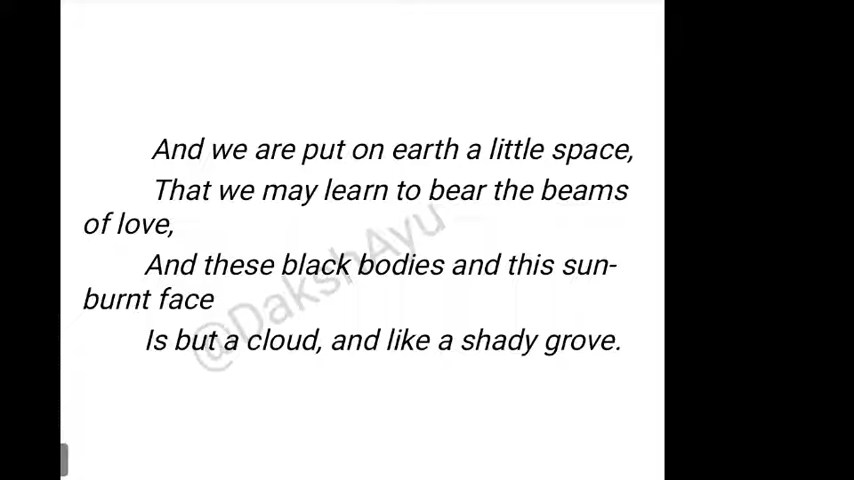 And we are put on earth a little space,
That we may learn to bear the beams
of love,
And these black bodies and this sun-
burnt face
Is but a cloud, and like a shady grove.
@DakshAyu